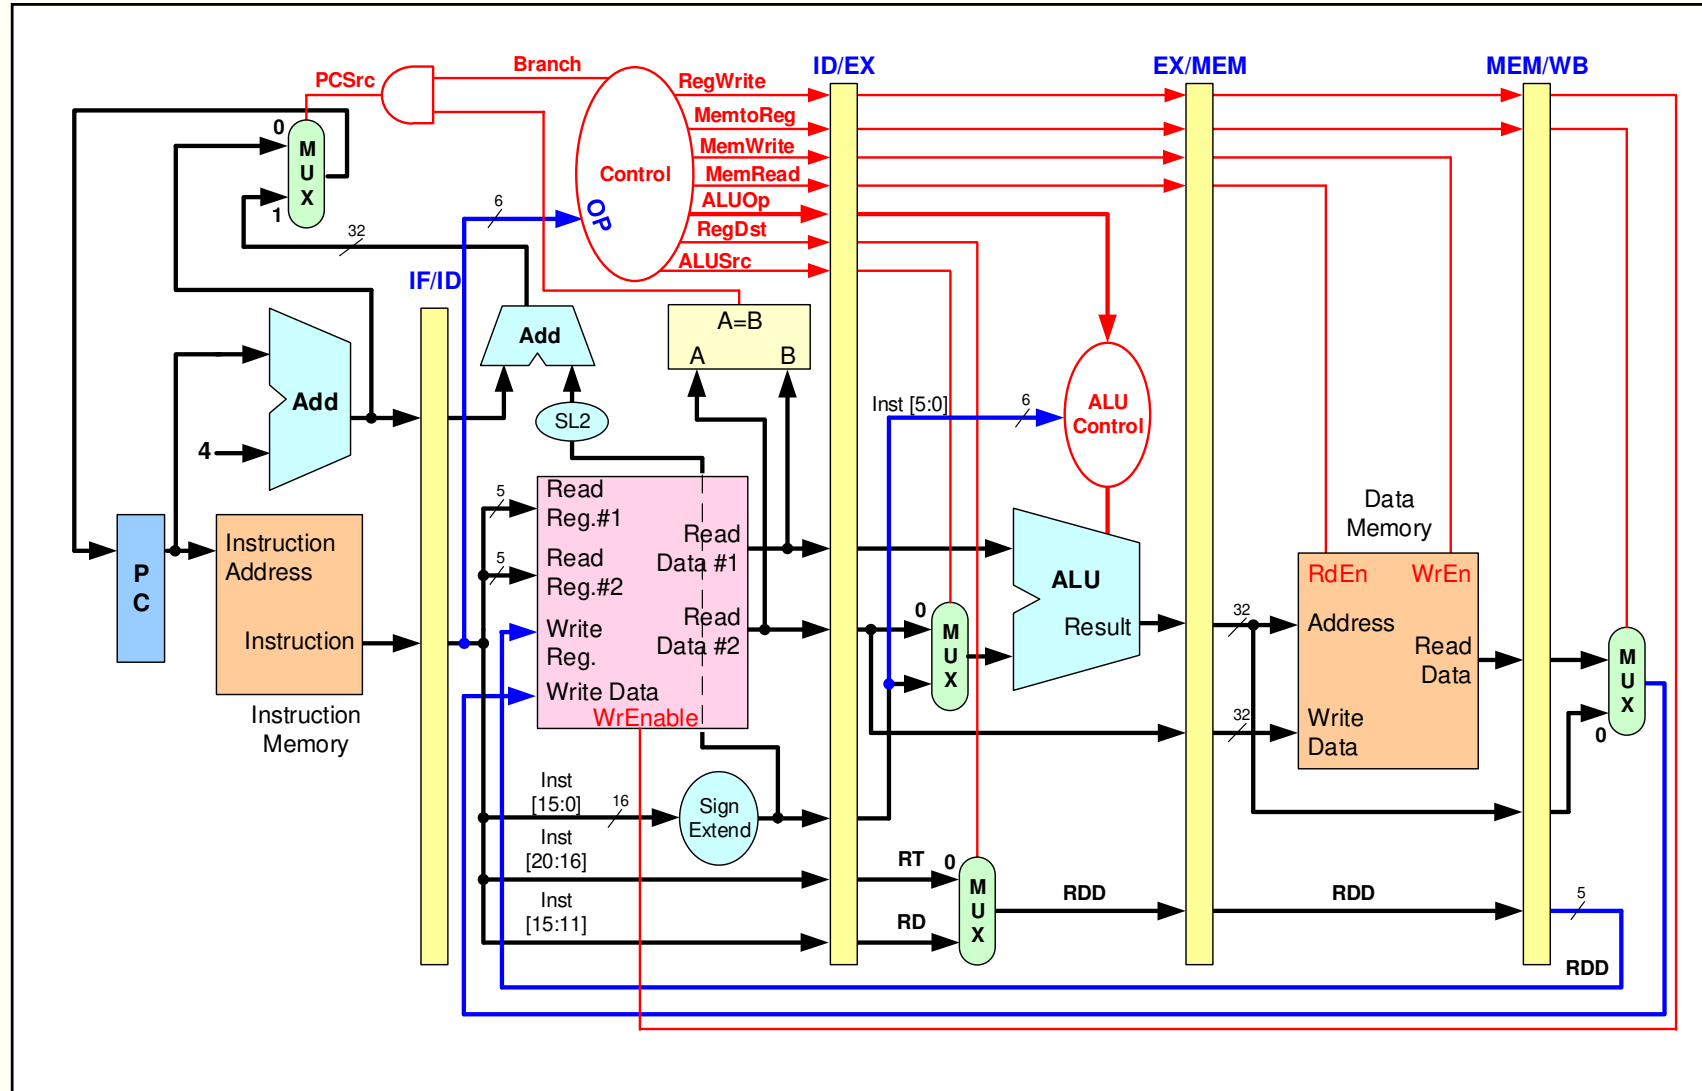 ID/EX
EX/MEM
MEM/WB
Branch
PCSrc
RegWrite
MemtoReg
MemWrite
MemRead
ALUOp
RegDst
ALUSrc
Control
OP
0
M
U
X
1
6
32
IF/ID
Add
A=B
A
B
SL2
Add
4
Inst [5:0]
6
ALU
Control
P
C
Instruction
Address
Instruction
Instruction
Memory
5
Read
Reg.#1
5
Read
Reg.#2
Write
Reg.
Write Data
WrEnable
Read
Data #1
Read
Data #2
0
M
U
X
ALU
Result
Data
Memory
RdEn
WrEn
32
Address
Read
Data
32
Write
Data
M
U
X
0
Inst
[15:0]
16
Sign
Extend
Inst
[20:16]
Inst
[15:11]
RT
0
RD
M
U
X
RDD
RDD
5
RDD